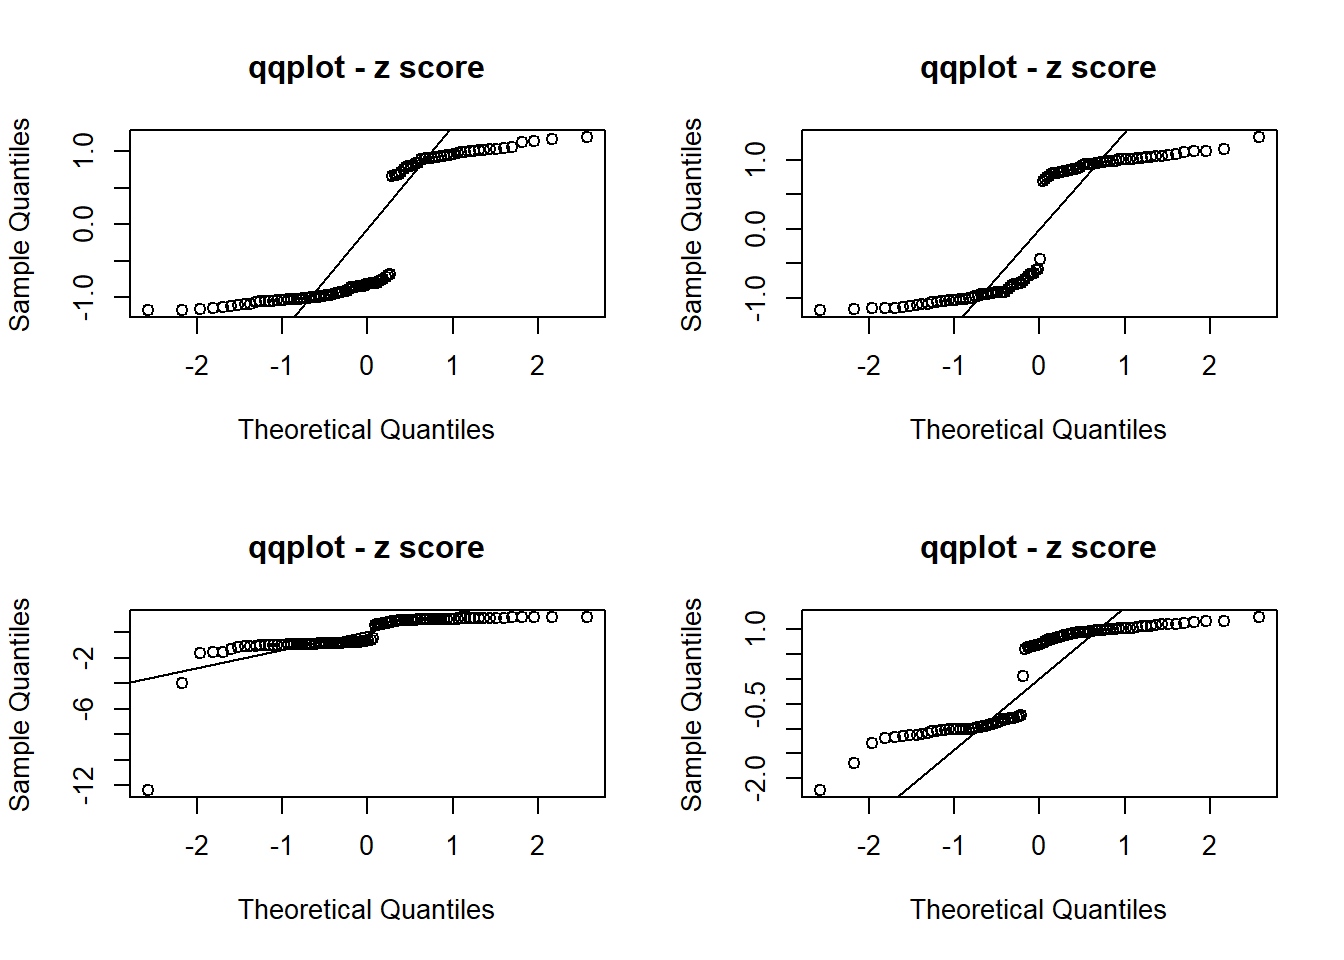 qqplot - z score
Sample Quantiles
1.0
0.0
-1.0
-2 -1 0 1 2
Theoretical Quantiles
qqplot - z score
Sample Quantiles
1.0
0.0
-1.0
-2 -1 0 1 2
Theoretical Quantiles
qqplot - z score
Sample Quantiles
-2
-6
-12
-2 -1 0 1 2
Theoretical Quantiles
qqplot - z score
Sample Quantiles
1.0
-0.5
-2.0
-2 -1 0 1 2
Theoretical Quantiles